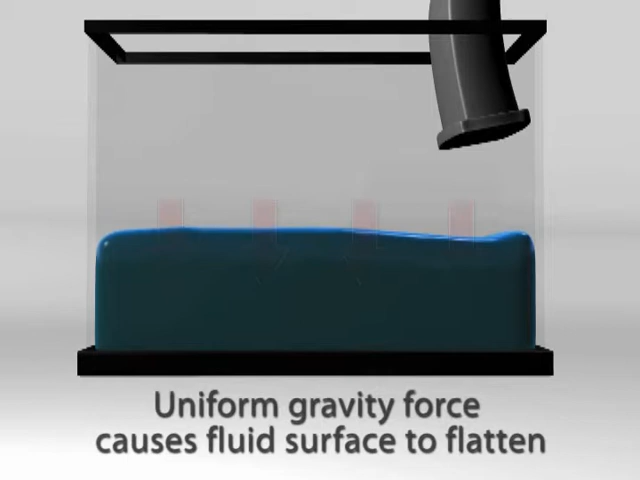 Uniform gravity force
causes fluid surface to flatten